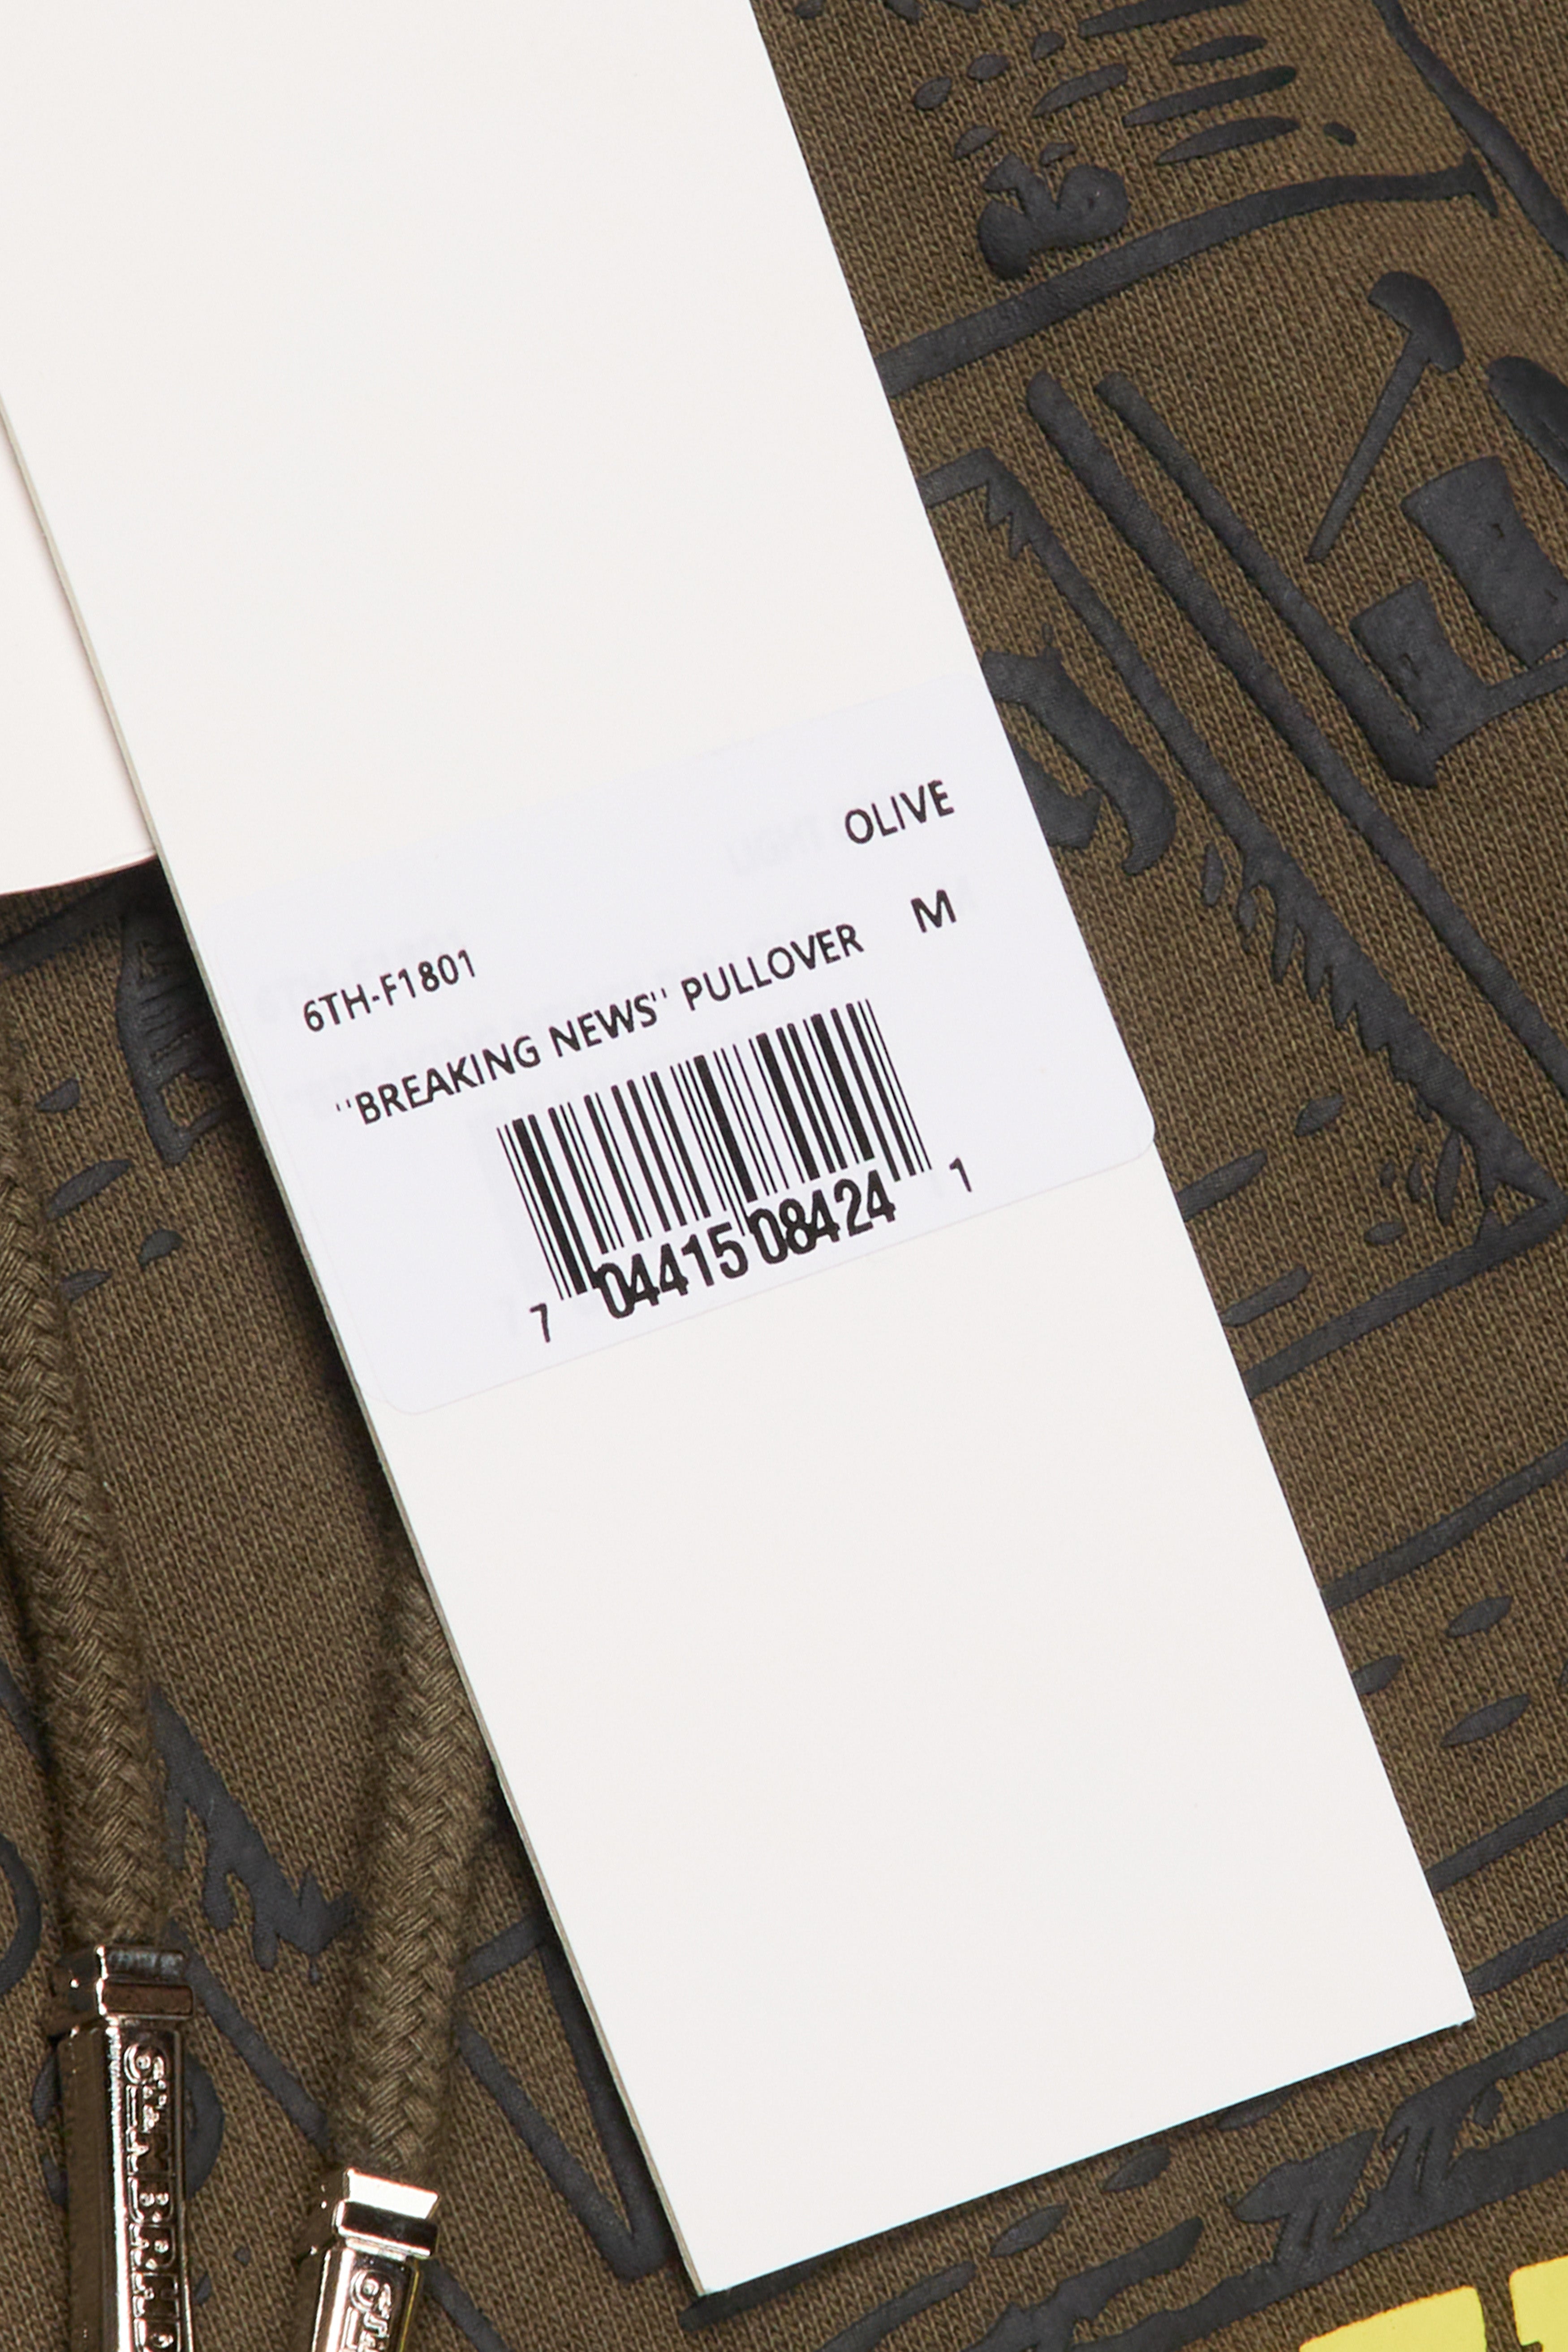 OLIVE
6TH-F1801
"BREAKING NEWS" PULLOVER M
7 04415 08424 1